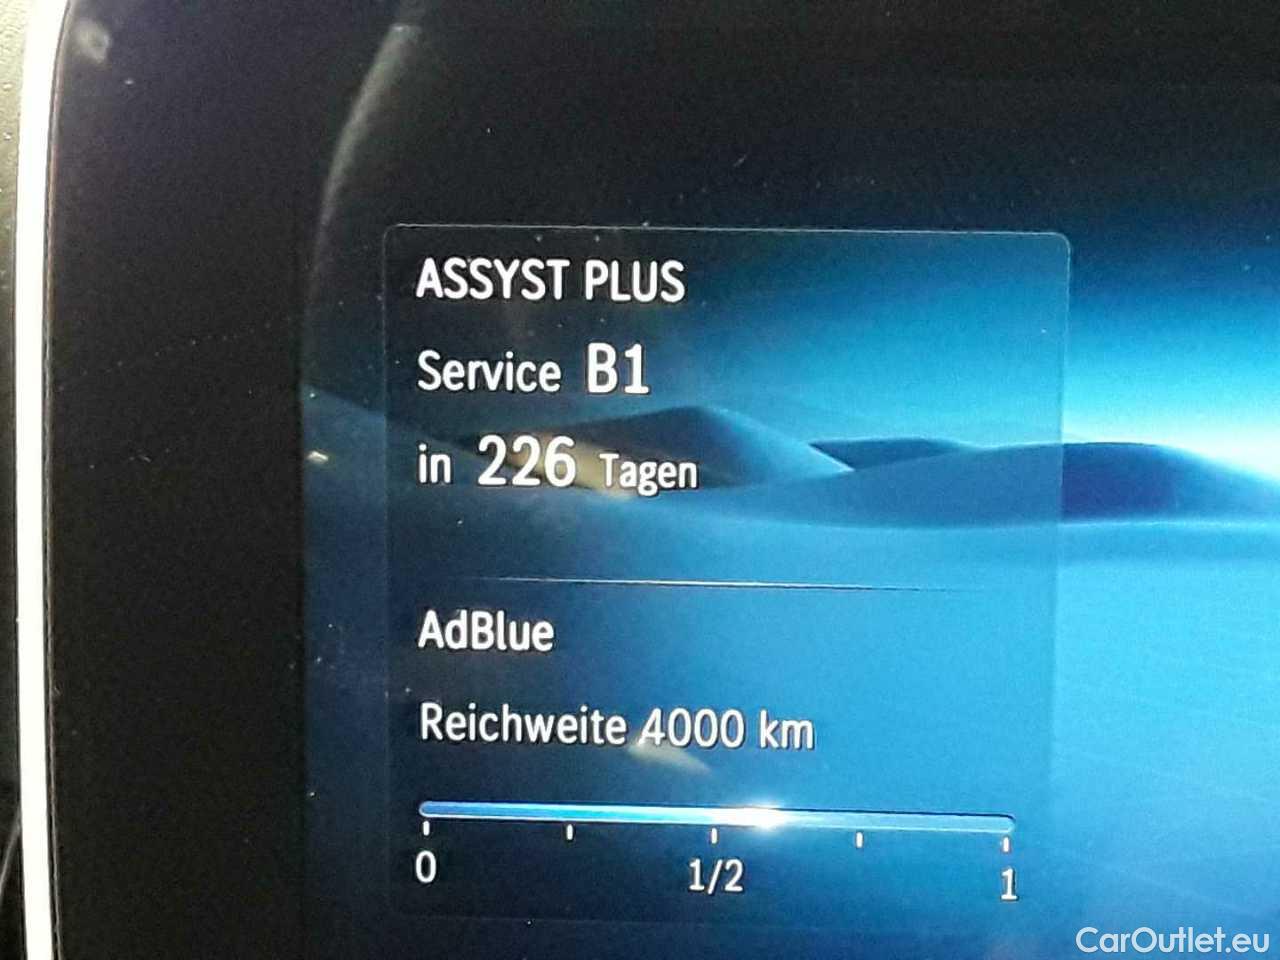 ASSYST PLUS
Service B1
in 226 Tagen
AdBlue
Reichweite 4000 km
0 1/2 1
CarOutlet.eu